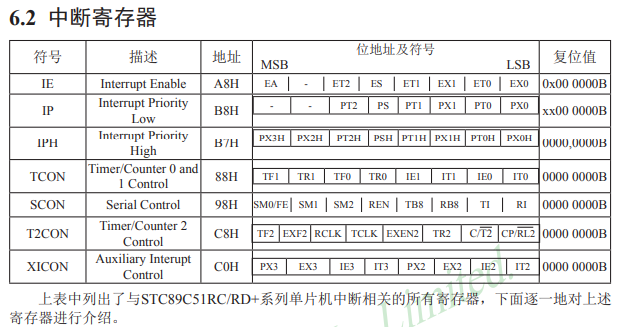 6.2 中断寄存器
符号 描述 地址 位地址及符号 复位值
MSB LSB
IE Interrupt Enable A8H EA - ET2 ES ET1 EX1 ET0 EX0 0x00 0000B
IP Interrupt Priority Low B8H - - PT2 PS PT1 PX1 PT0 PX0 xx00 0000B
IPH Interrupt Priority High B7H PX3H PX2H PT2H PSH PT1H PX1H PT0H PX0H 0000,0000B
TCON Timer/Counter 0 and 1 Control 88H TF1 TR1 TF0 TR0 IE1 IT1 IE0 IT0 0000 0000B
SCON Serial Control 98H SM0/FE SM1 SM2 REN TB8 RB8 TI RI 0000 0000B
T2CON Timer/Counter 2 Control C8H TF2 EXF2 RCLK TCLK EXEN2 TR2 C/T2 CP/RL2 0000 0000B
XICON Auxiliary Interupt Control C0H PX3 EX3 IE3 IT3 PX2 EX2 IE2 IT2 0000 0000B
上表中列出了与STC89C51RC/RD+系列单片机中断相关的所有寄存器，下面逐一地对上述
寄存器进行介绍。
Limited.